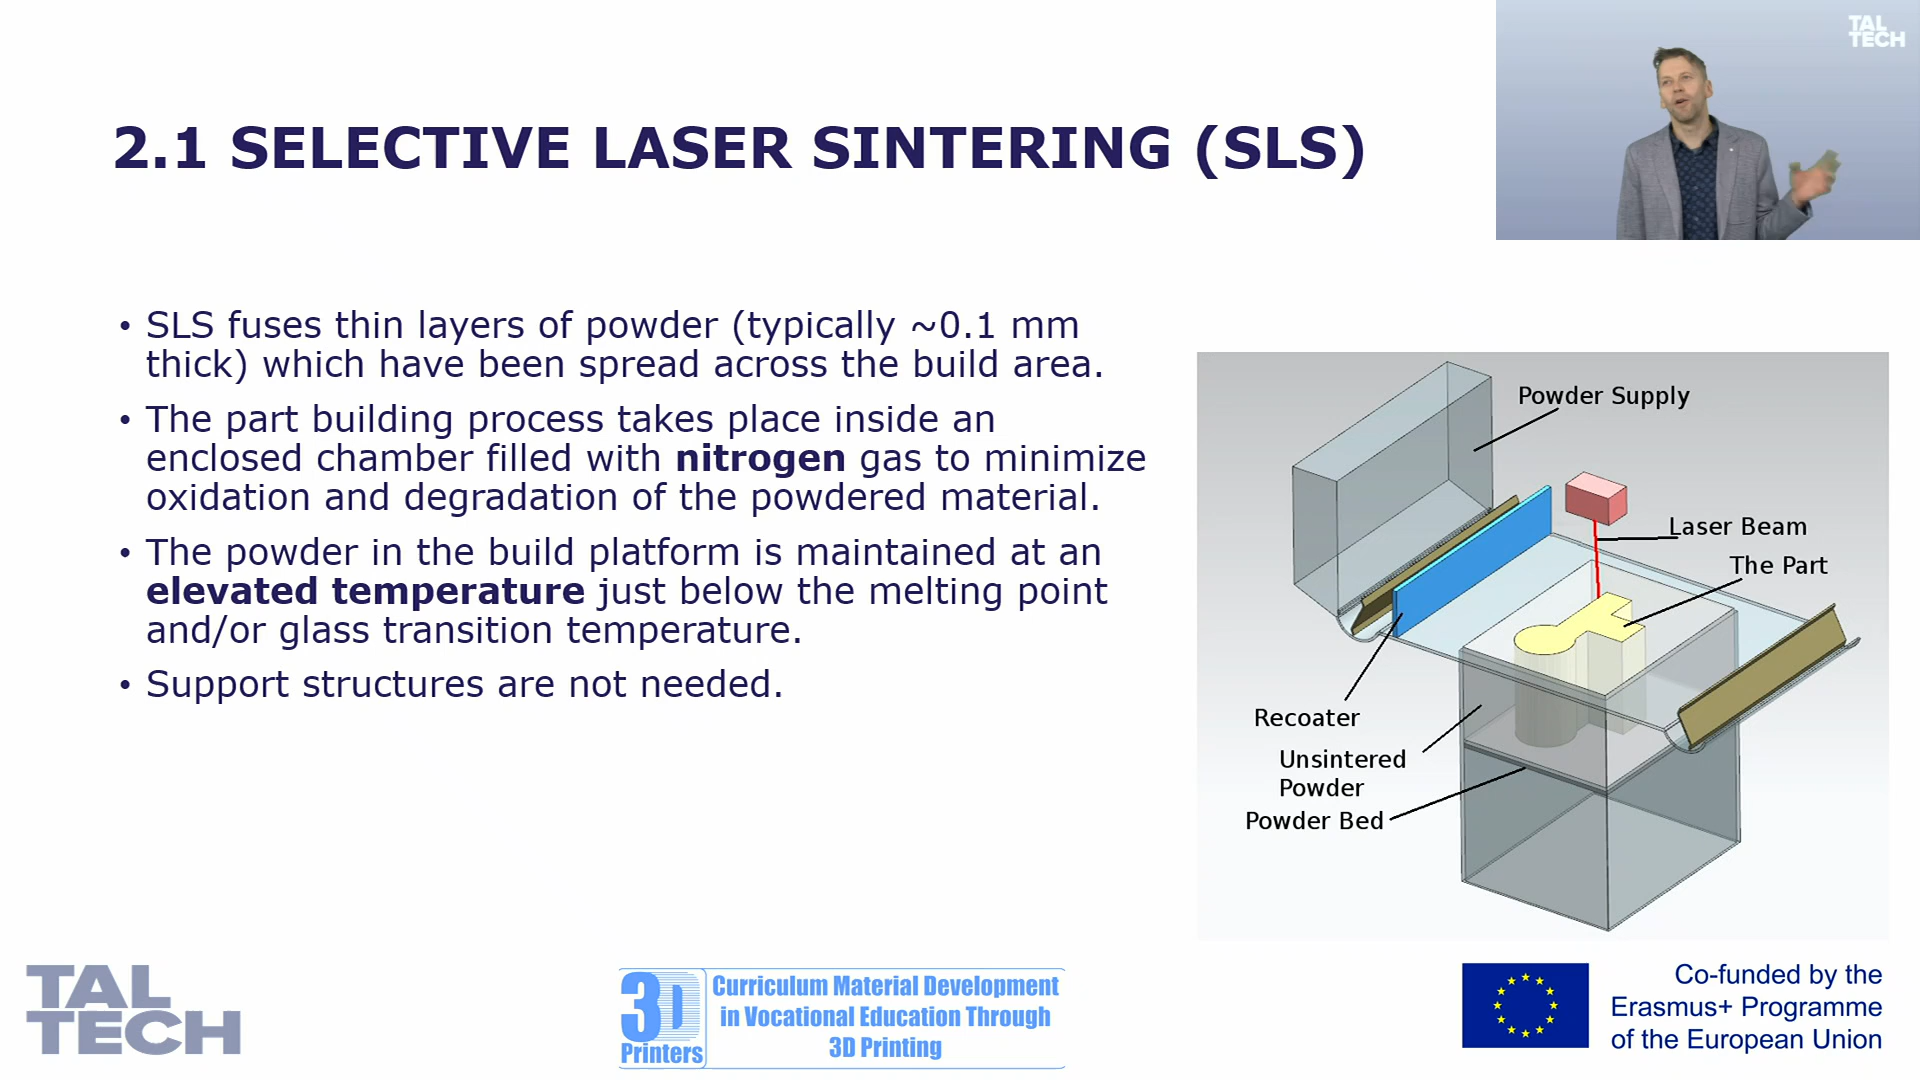 TAL
TECH
2.1 SELECTIVE LASER SINTERING (SLS)
• SLS fuses thin layers of powder (typically ~0.1 mm
thick) which have been spread across the build area.
• The part building process takes place inside an
enclosed chamber filled with nitrogen gas to minimize
oxidation and degradation of the powdered material.
• The powder in the build platform is maintained at an
elevated temperature just below the melting point
and/or glass transition temperature.
• Support structures are not needed.
Powder Supply
Laser Beam
The Part
Recoater
Unsintered
Powder
Powder Bed
TAL
TECH
3D
Printers
Curriculum Material Development
in Vocational Education Through
3D Printing
Co-funded by the
Erasmus+ Programme
of the European Union